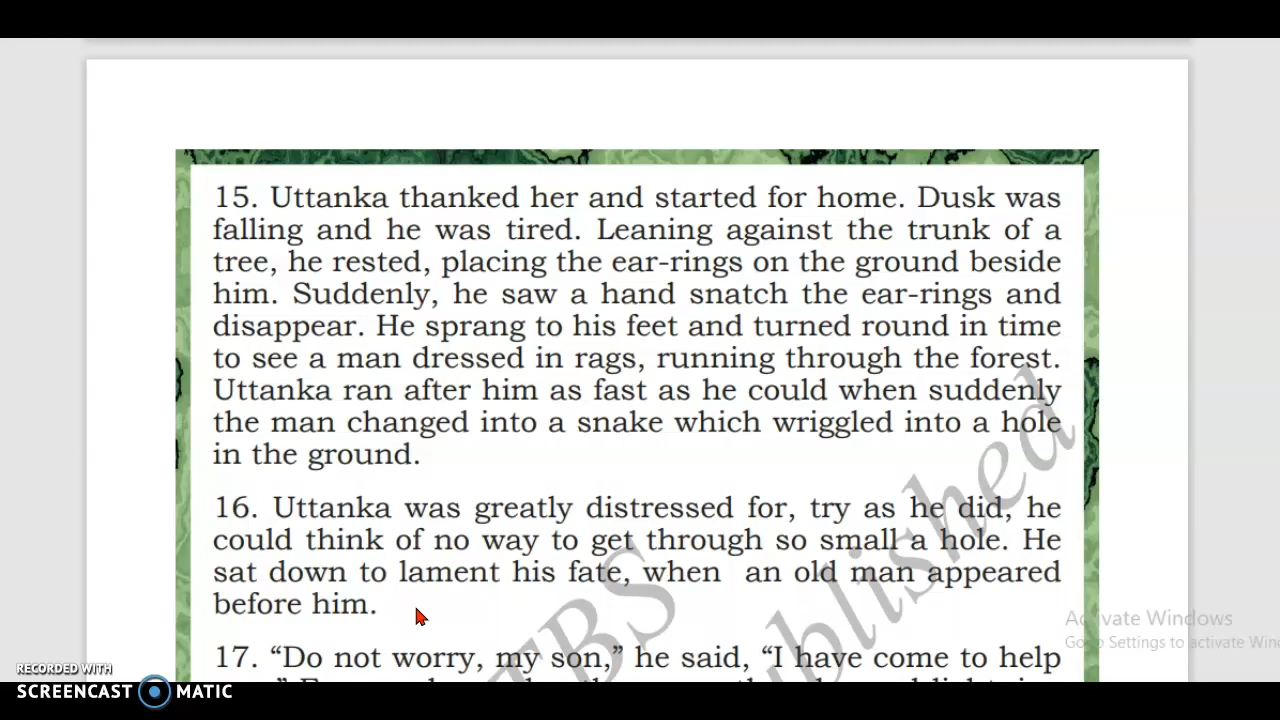 15. Uttanka thanked her and started for home. Dusk was
falling and he was tired. Leaning against the trunk of a
tree, he rested, placing the ear-rings on the ground beside
him. Suddenly, he saw a hand snatch the ear-rings and
disappear. He sprang to his feet and turned round in time
to see a man dressed in rags, running through the forest.
Uttanka ran after him as fast as he could when suddenly
the man changed into a snake which wriggled into a hole
in the ground.
16. Uttanka was greatly distressed for, try as he did, he
could think of no way to get through so small a hole. He
sat down to lament his fate, when an old man appeared
before him.
17. “Do not worry, my son,” he said, “I have come to help
TBS
ublished
Activate Windows
Go to Settings to activate Win
RECORDED WITH
SCREENCAST MATIC